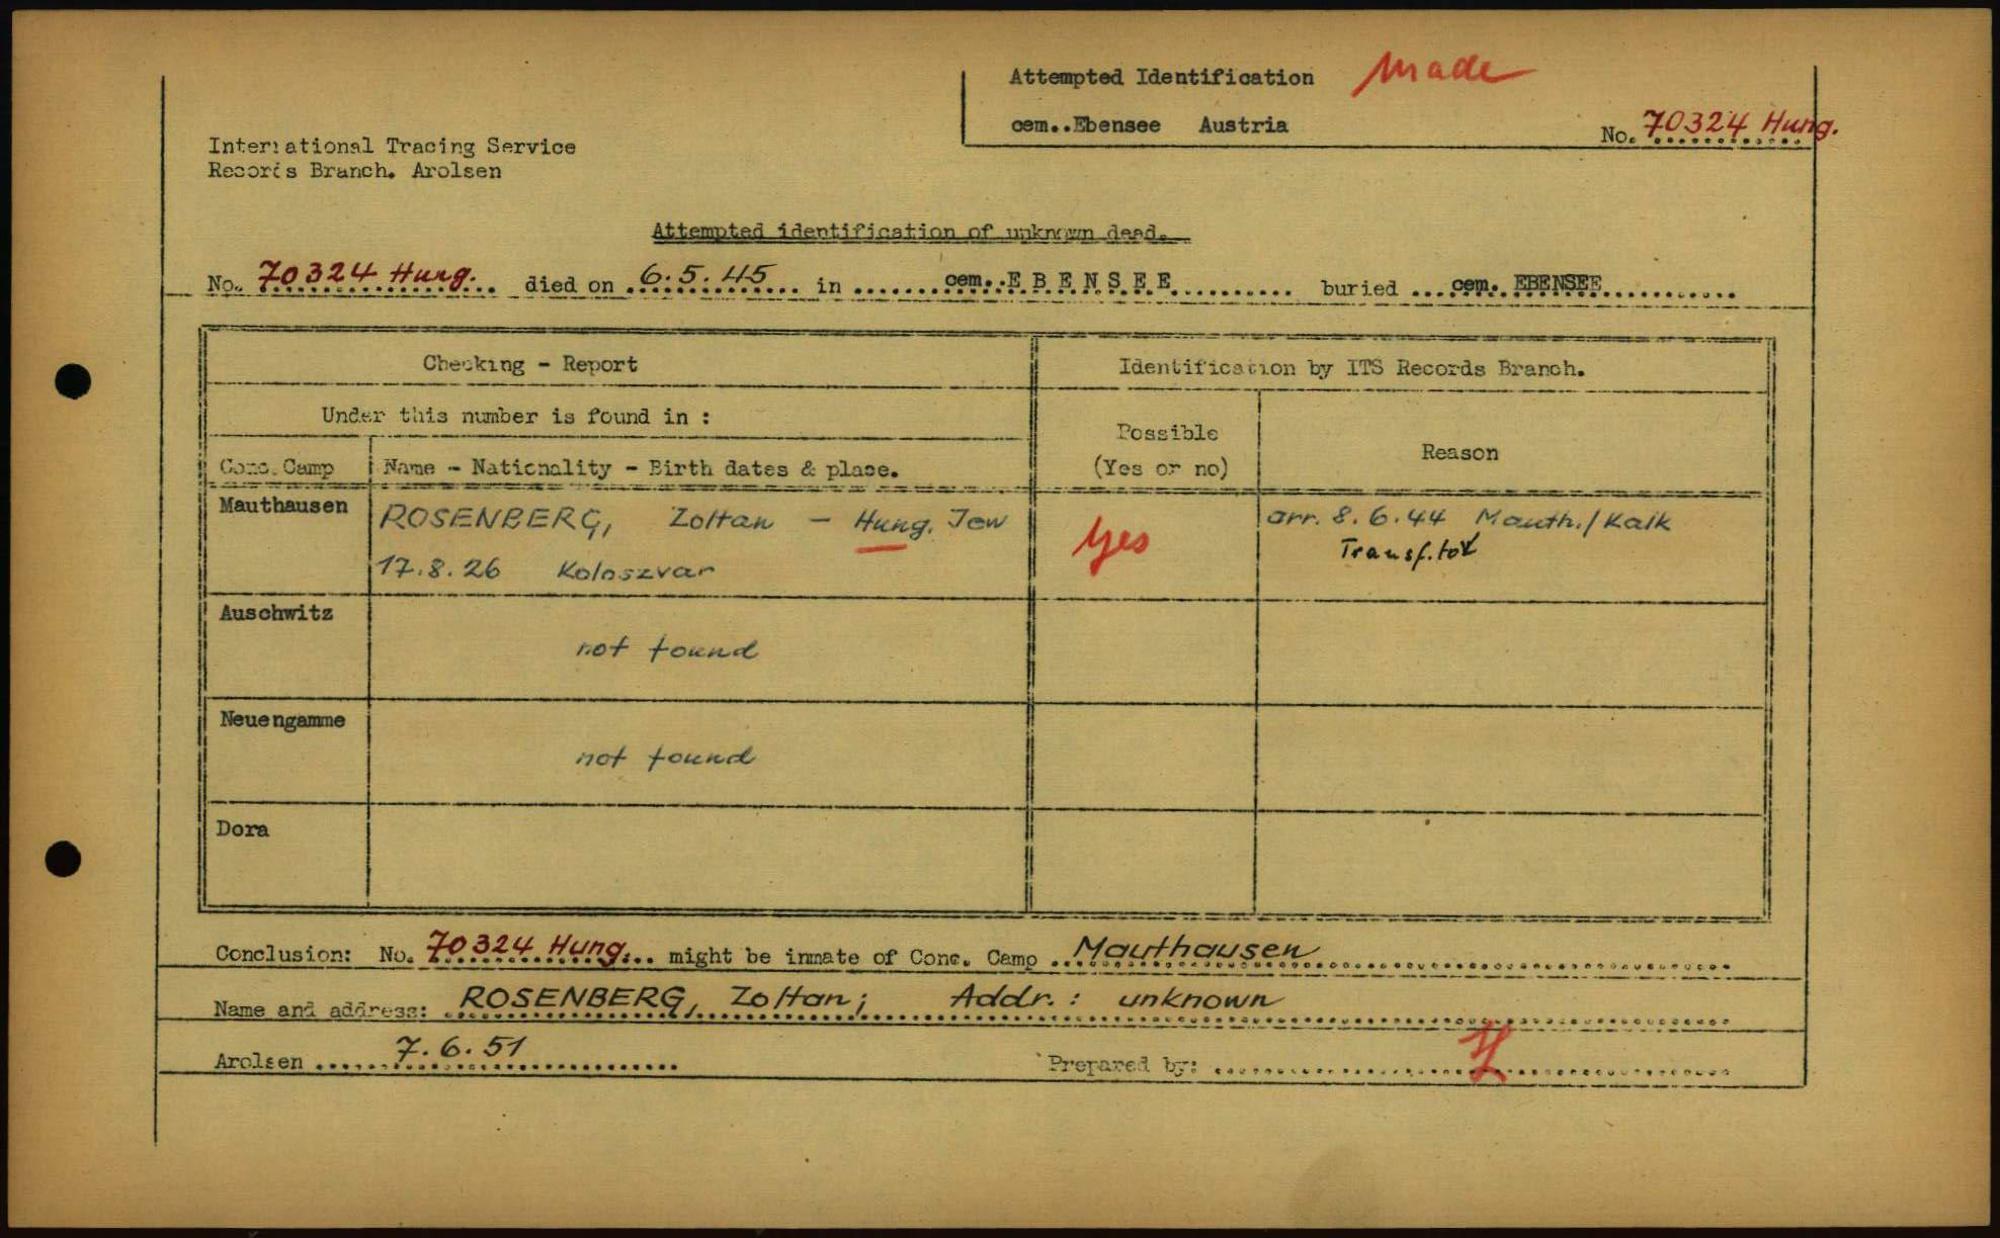 Attempted Identification made
cem..Ebensee Austria No. 70324 Hung.
International Tracing Service
Records Branch. Arolsen
Attempted identification of unknown dead.
No. 70324 Hung. died on 6.5.45 in cem..E B E N S E E buried cem. EBENSEE
Checking - Report
Identification by ITS Records Branch.
Under this number is found in :
Possible
(Yes or no)
Reason
Conc. Camp Name - Nationality - Birth dates & place.
Mauthausen ROSENBERG, Zoltan - Hung. Jew Yes arr. 8.6.44 Mauth./KalK
17.8.26 Koloszvar Transf.to
Auschwitz
not found
Neuengamme
not found
Dora
Conclusion: No. 70324 Hung. might be inmate of Conc. Camp Mauthausen
Name and address: ROSENBERG, Zoltan; Addr.: unknown
Arolsen 7.6.51 Prepared by: